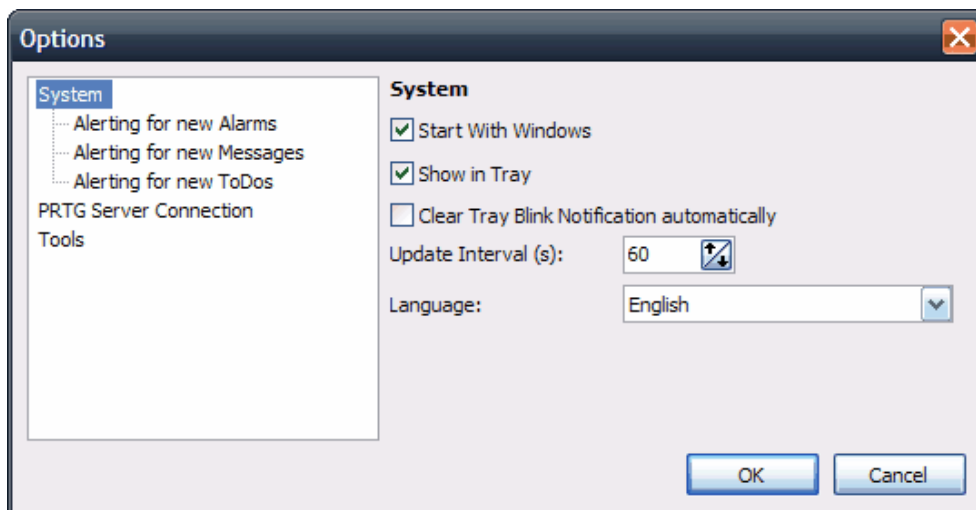 Options
System
Alerting for new Alarms
Alerting for new Messages
Alerting for new ToDos
PRTG Server Connection
Tools
System
Start With Windows
Show in Tray
Clear Tray Blink Notification automatically
Update Interval (s): 60
Language: English
OK Cancel